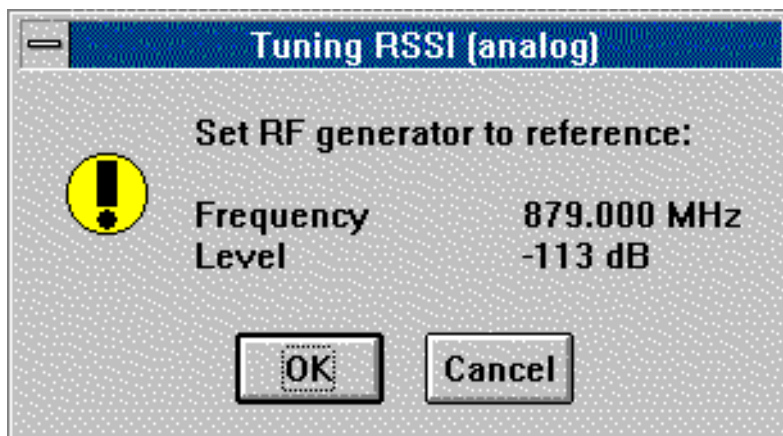 Tuning RSSI (analog)
Set RF generator to reference:
Frequency 879.000 MHz
Level -113 dB
OK Cancel